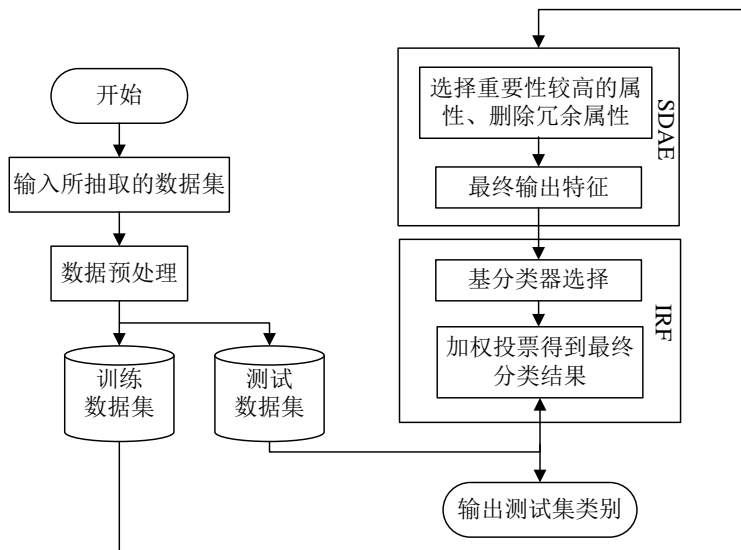 开始
输入所抽取的数据集
数据预处理
训练
数据集
测试
数据集
选择重要性较高的属
性、删除冗余属性
最终输出特征
SDAE
基分类器选择
加权投票得到最终
分类结果
IRF
输出测试集类别